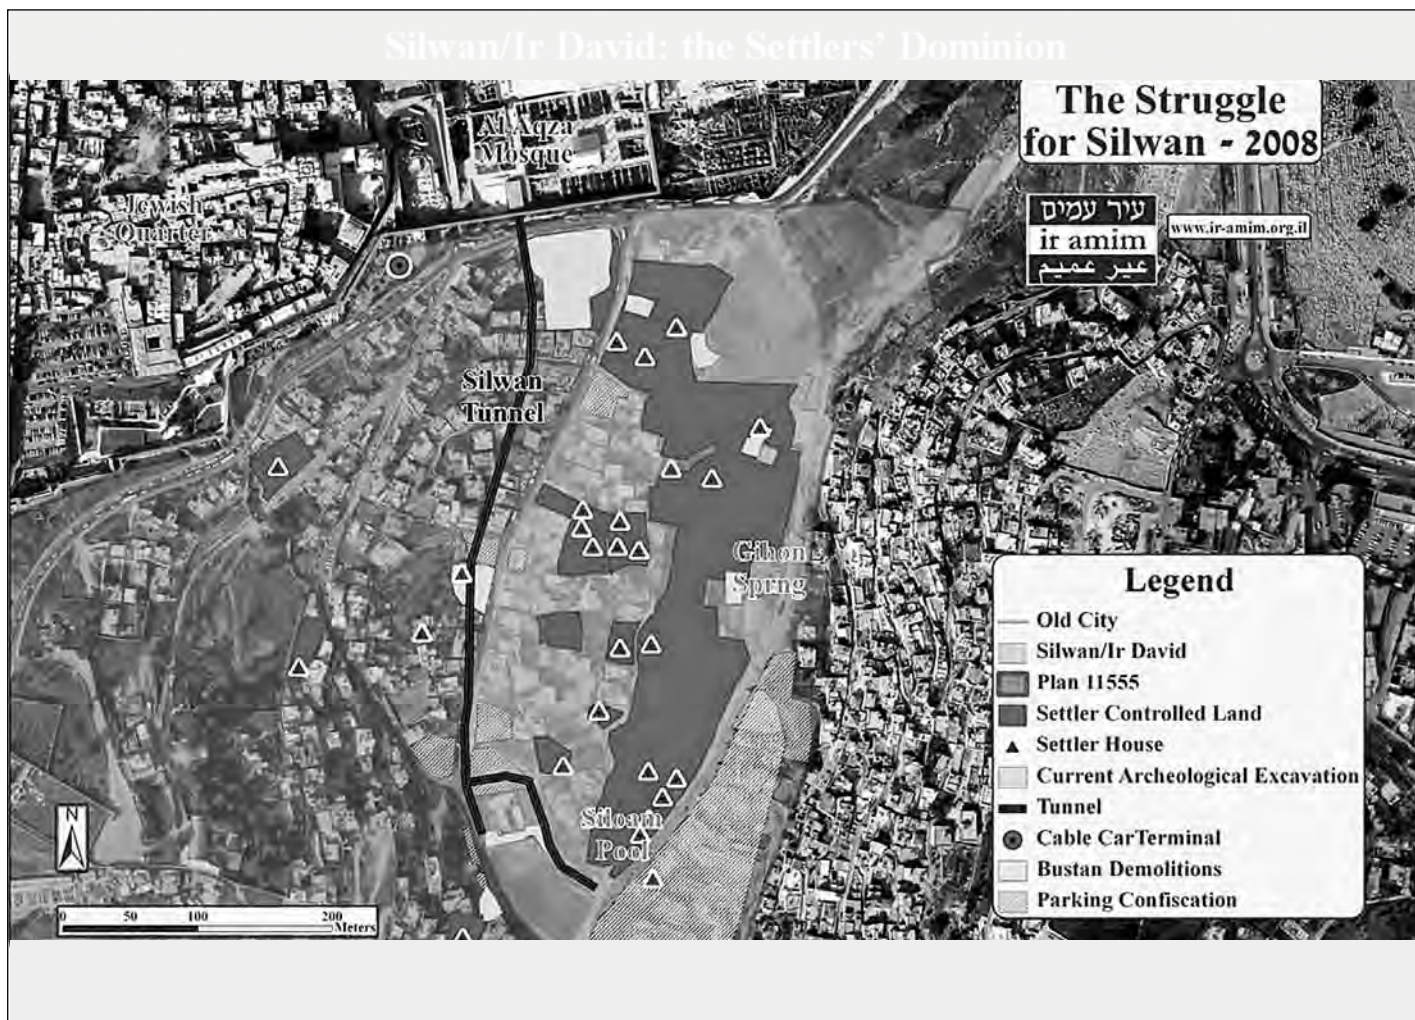 Silwan/Ir David: the Settlers' Dominion
The Struggle
for Silwan - 2008
Al Aqza
Mosque
Jewish
Quarter
עיר עמים
ir amim
عير عميم
www.ir-amim.org.il
Silwan
Tunnel
Gihon
Sprng
Siloam
Pool
Legend
Old City
Silwan/Ir David
Plan 11555
Settler Controlled Land
Settler House
Current Archeological Excavation
Tunnel
Cable CarTerminal
Bustan Demolitions
Parking Confiscation
N
0 50 100 200
Meters